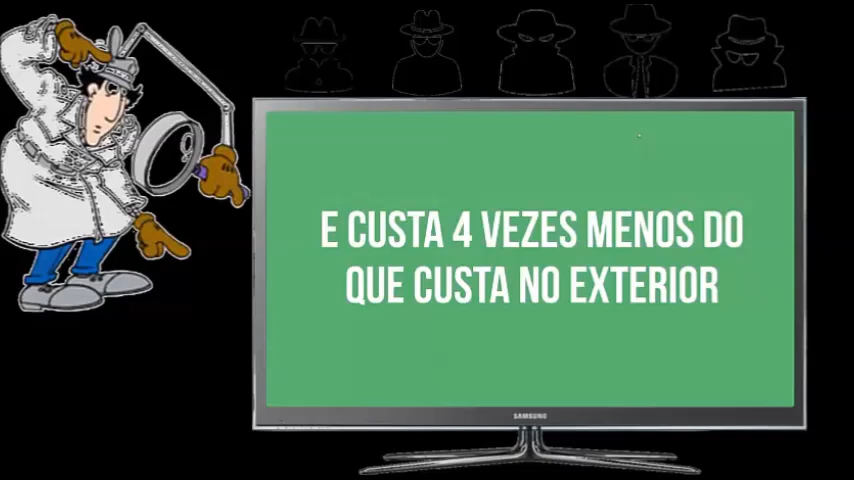 E CUSTA 4 VEZES MENOS DO
QUE CUSTA NO EXTERIOR
SAMSUNG